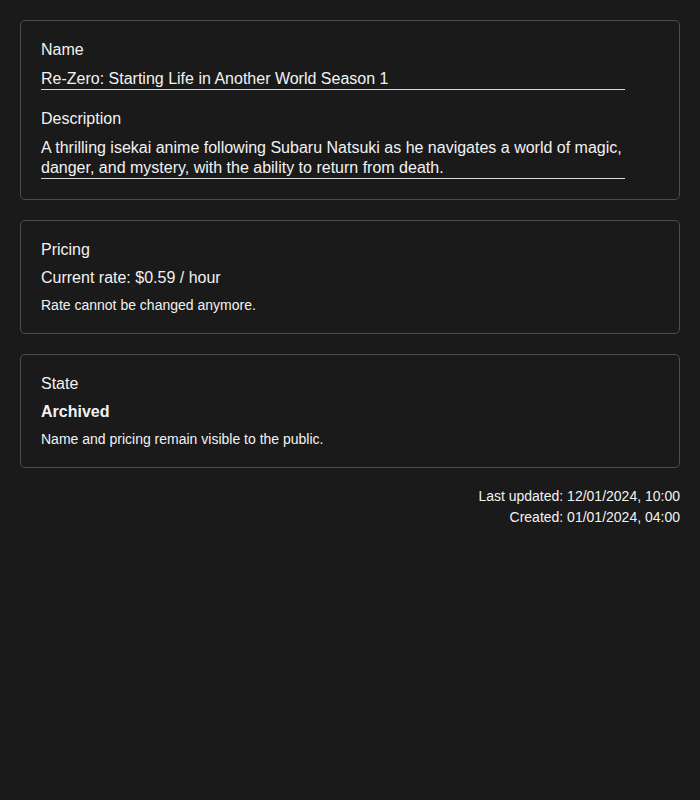 Name
Re-Zero: Starting Life in Another World Season 1
Description
A thrilling isekai anime following Subaru Natsuki as he navigates a world of magic,
danger, and mystery, with the ability to return from death.
Pricing
Current rate: $0.59 / hour
Rate cannot be changed anymore.
State
Archived
Name and pricing remain visible to the public.
Last updated: 12/01/2024, 10:00
Created: 01/01/2024, 04:00